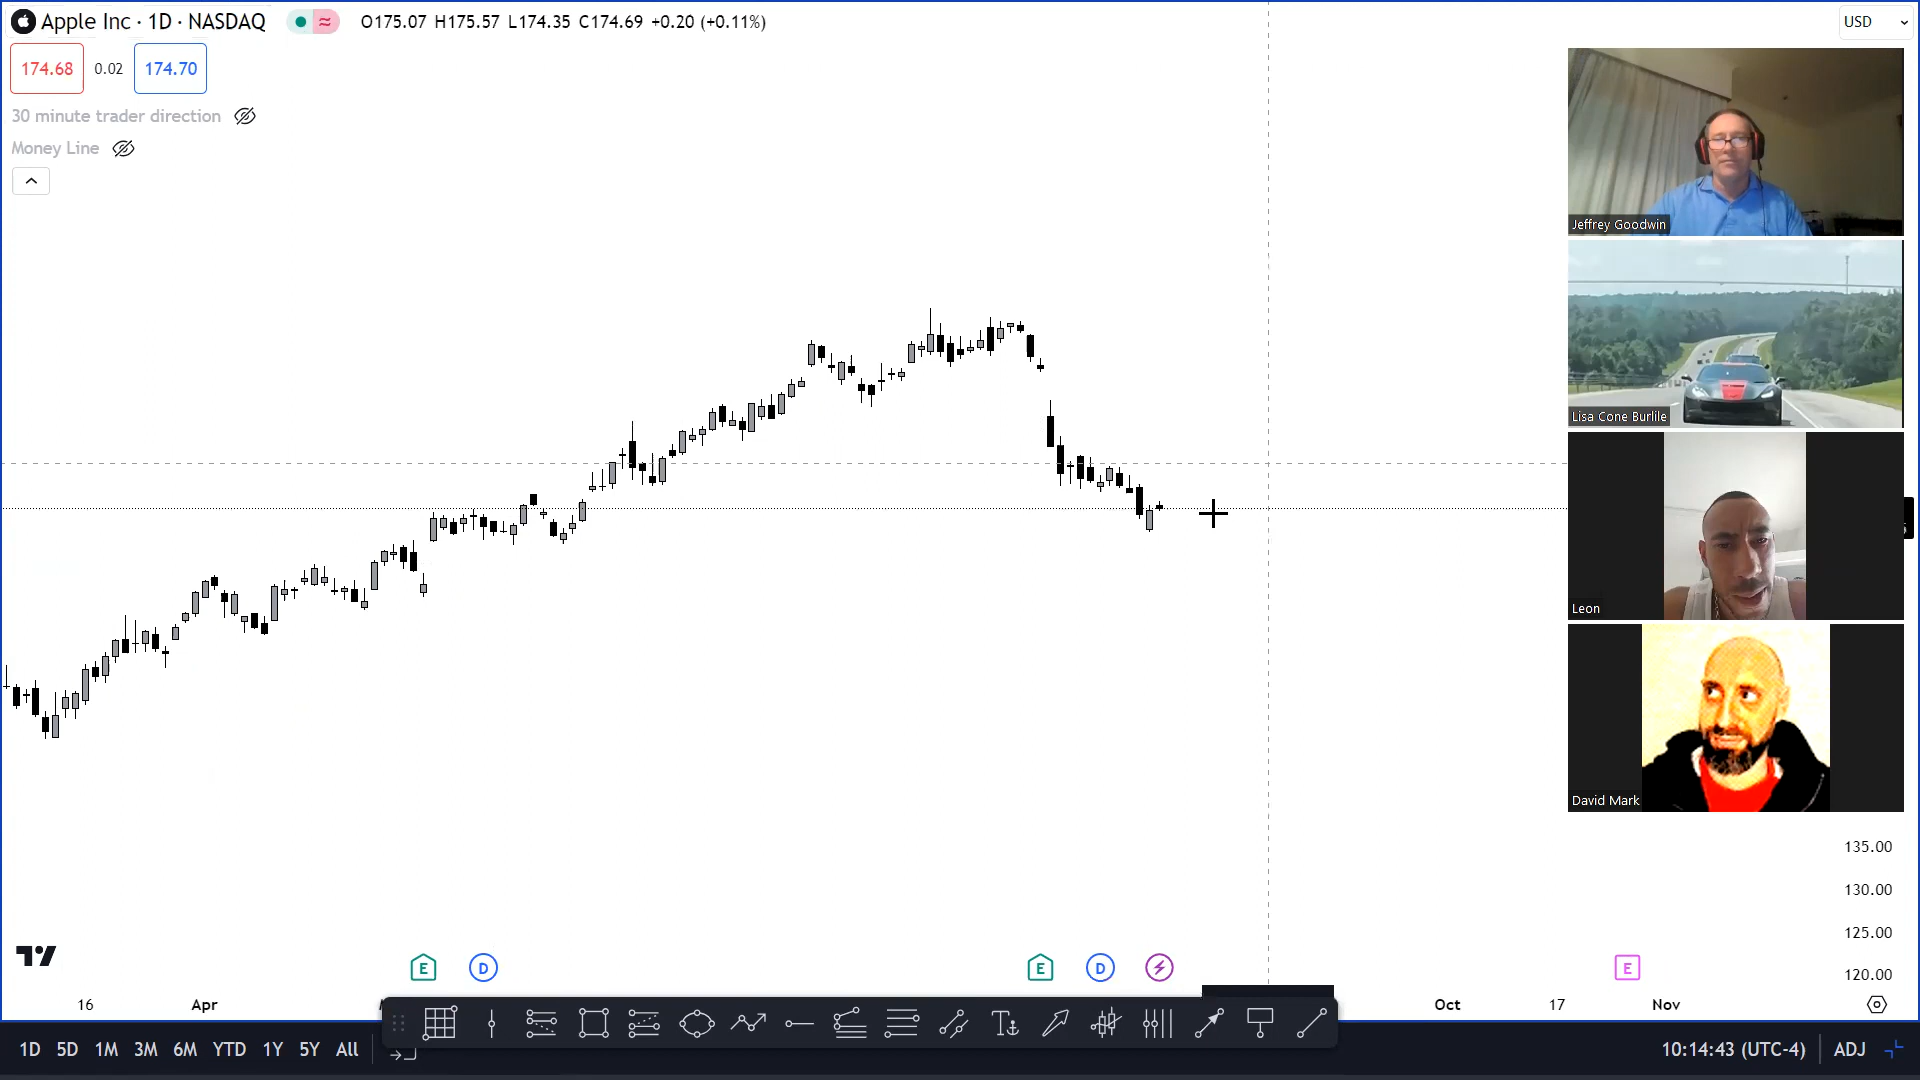 Apple Inc · 1D · NASDAQ
≈
O175.07 H175.57 L174.35 C174.69 +0.20 (+0.11%)
USD
174.68
0.02
174.70
30 minute trader direction
Money Line
Jeffrey Goodwin
Lisa Cone Burlile
Leon
David Mark
135.00
130.00
125.00
120.00
E
D
E
D
E
16
Apr
Oct
17
Nov
1D 5D 1M 3M 6M YTD 1Y 5Y All
10:14:43 (UTC-4)
ADJ